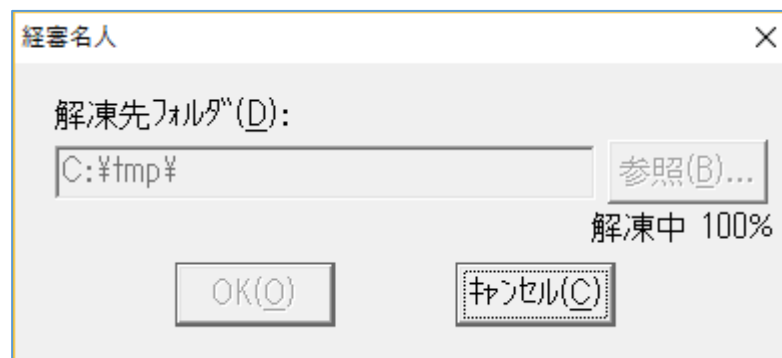 経審名人
解凍先ﾌｫﾙﾀﾞ(D):
C:¥tmp¥
参照(B)...
解凍中 100%
OK(O)
ｷｬﾝｾﾙ(C)